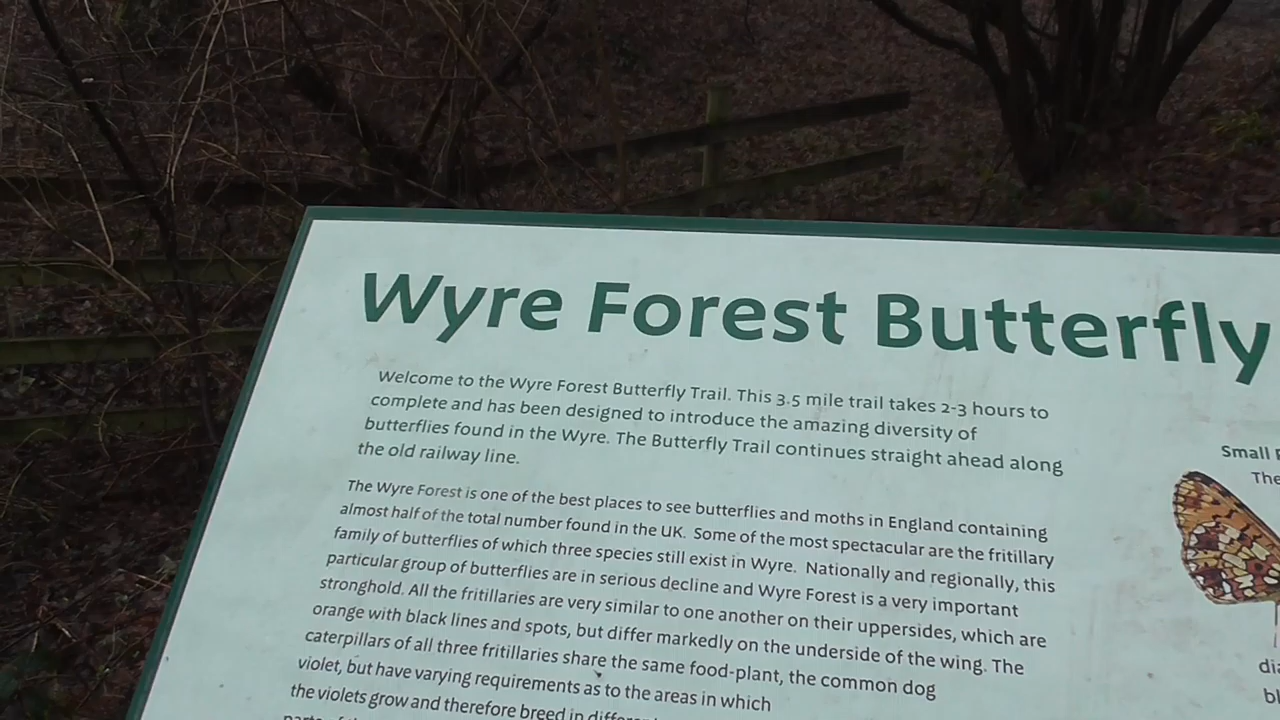 Wyre Forest Butterfly
Welcome to the Wyre Forest Butterfly Trail. This 3.5 mile trail takes 2-3 hours to
complete and has been designed to introduce the amazing diversity of
butterflies found in the Wyre. The Butterfly Trail continues straight ahead along
the old railway line.
The Wyre Forest is one of the best places to see butterflies and moths in England containing
almost half of the total number found in the UK. Some of the most spectacular are the fritillary
family of butterflies of which three species still exist in Wyre. Nationally and regionally, this
particular group of butterflies are in serious decline and Wyre Forest is a very important
stronghold. All the fritillaries are very similar to one another on their uppersides, which are
orange with black lines and spots, but differ markedly on the underside of the wing. The
caterpillars of all three fritillaries share the same food-plant, the common dog
violet, but have varying requirements as to the areas in which
the violets grow and therefore breed in
Small
The